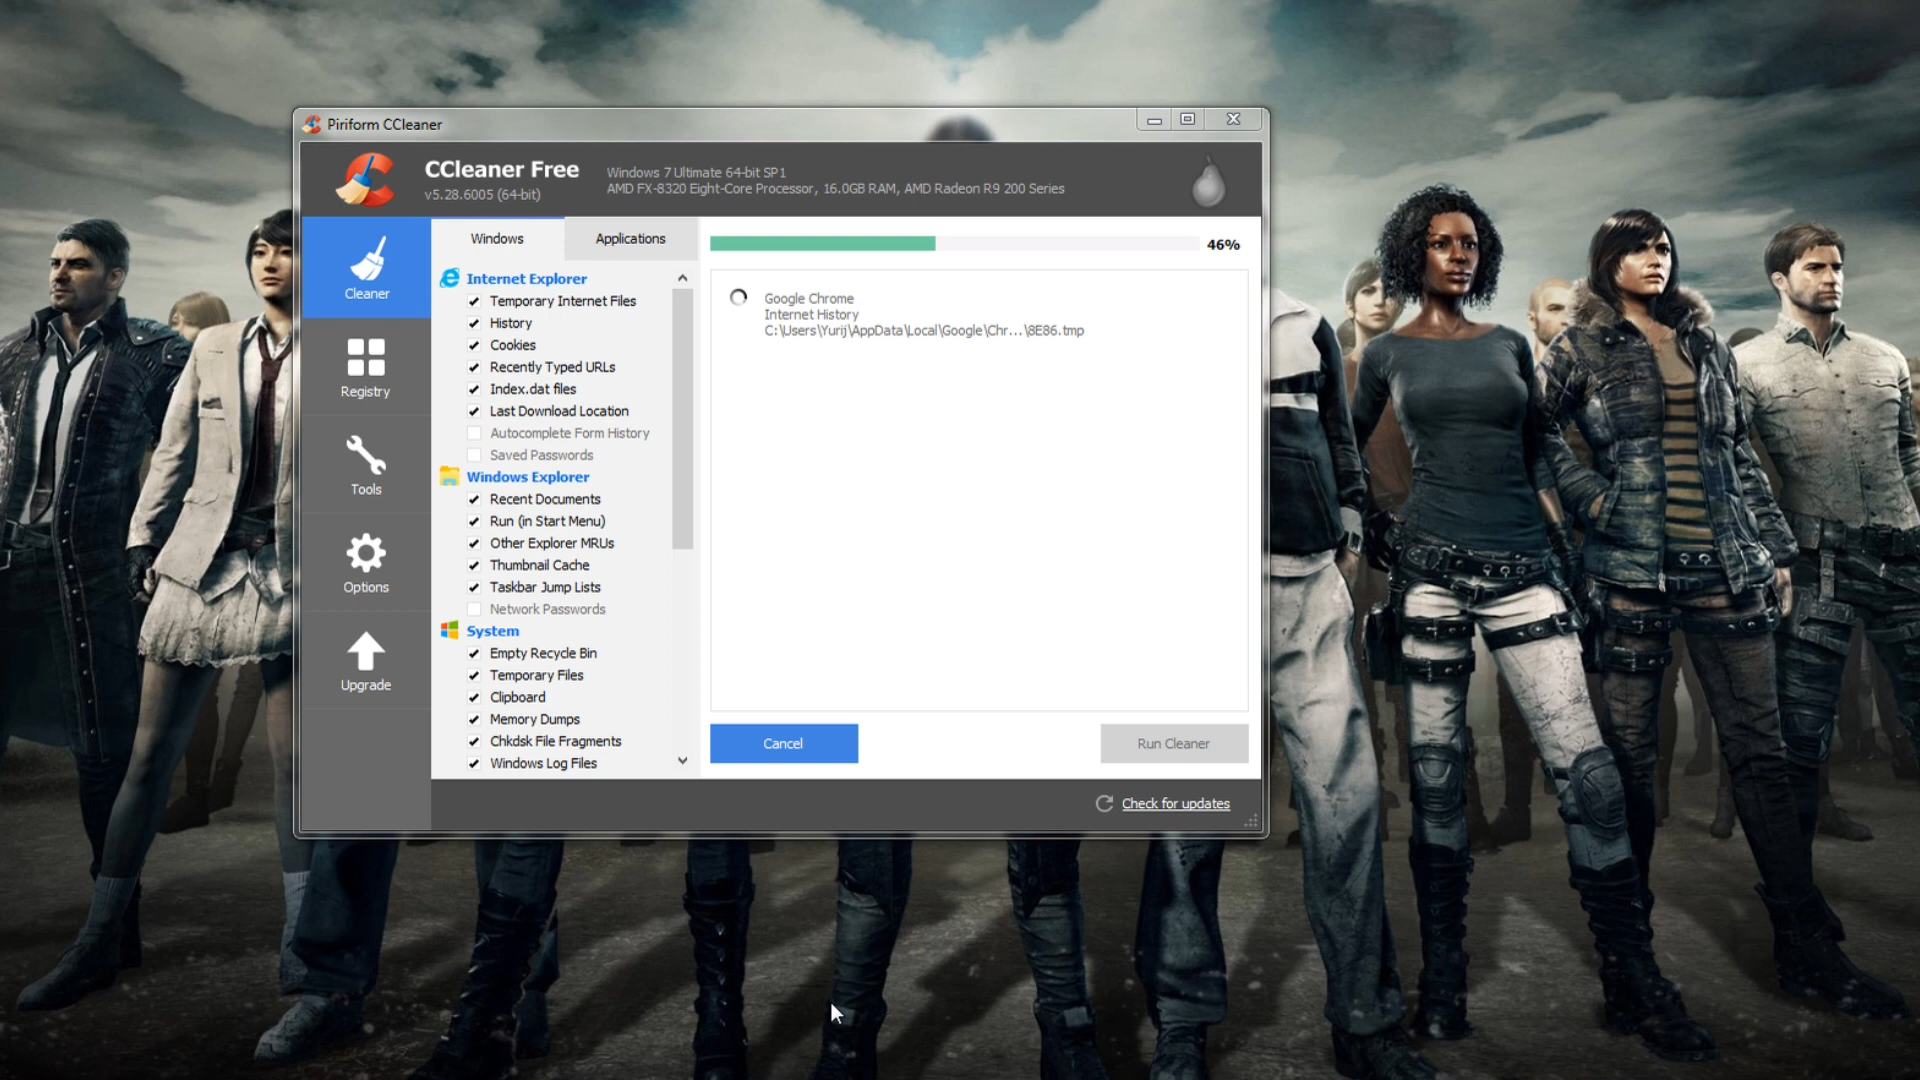 Piriform CCleaner
CCleaner Free
v5.28.6005 (64-bit)
Windows 7 Ultimate 64-bit SP1
AMD FX-8320 Eight-Core Processor, 16.0GB RAM, AMD Radeon R9 200 Series
Cleaner
Registry
Tools
Options
Upgrade
Windows
Applications
Internet Explorer
Temporary Internet Files
History
Cookies
Recently Typed URLs
Index.dat files
Last Download Location
Autocomplete Form History
Saved Passwords
Windows Explorer
Recent Documents
Run (in Start Menu)
Other Explorer MRUs
Thumbnail Cache
Taskbar Jump Lists
Network Passwords
System
Empty Recycle Bin
Temporary Files
Clipboard
Memory Dumps
Chkdsk File Fragments
Windows Log Files
46%
Google Chrome
Internet History
C:\Users\Yurij\AppData\Local\Google\Chr...\8E86.tmp
Cancel
Run Cleaner
Check for updates